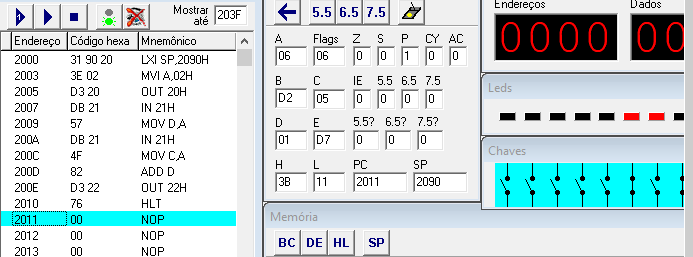 Mostrar
até 203F
Endereço Código hexa Mnemônico
2000 31 90 20 LXI SP,2090H
2003 3E 02 MVI A,02H
2005 D3 20 OUT 20H
2007 DB 21 IN 21H
2009 57 MOV D,A
200A DB 21 IN 21H
200C 4F MOV C,A
200D 82 ADD D
200E D3 22 OUT 22H
2010 76 HLT
2011 00 NOP
2012 00 NOP
2013 00 NOP
5.5 6.5 7.5
A Flags Z S P CY AC
06 06 0 0 1 0 0
B C IE 5.5 6.5 7.5
D2 05 0 0 0 0
D E 5.5? 6.5? 7.5?
01 D7 0 0 0
H L PC SP
3B 11 2011 2090
Memória
BC DE HL SP
Endereços Dados
0000 00
Leds
Chaves